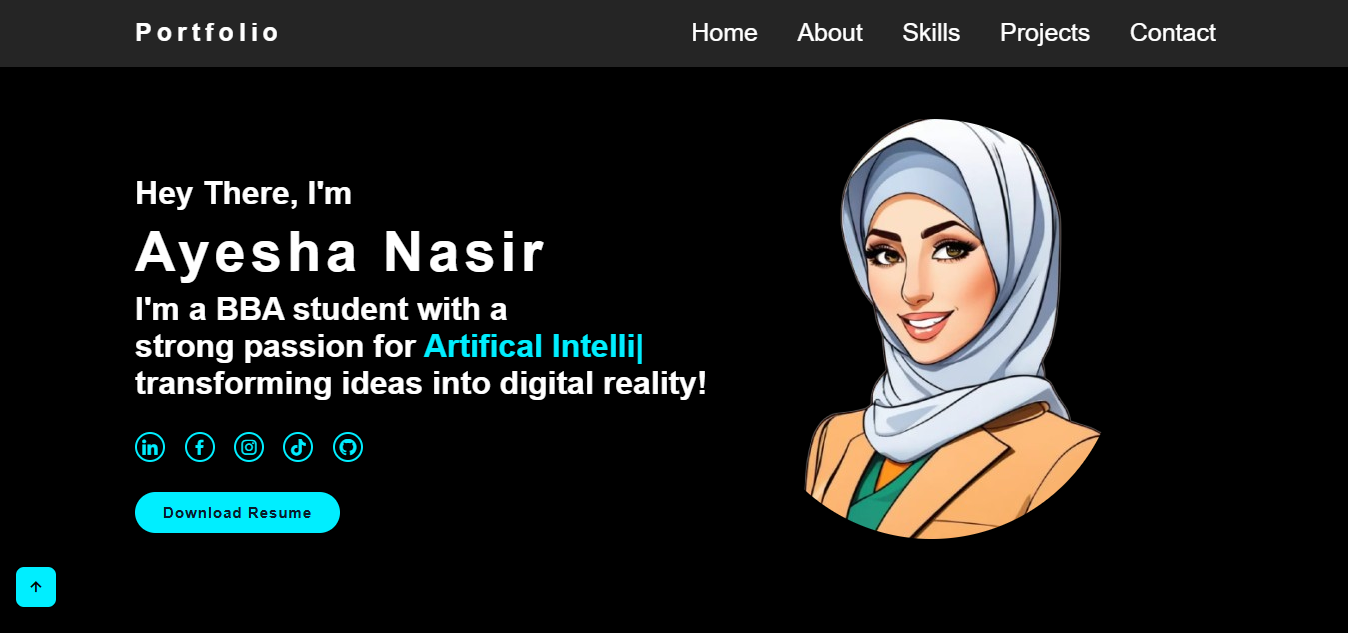 Portfolio
Home About Skills Projects Contact
Hey There, I'm
Ayesha Nasir
I'm a BBA student with a
strong passion for Artifical Intelli|
transforming ideas into digital reality!
in f
Download Resume